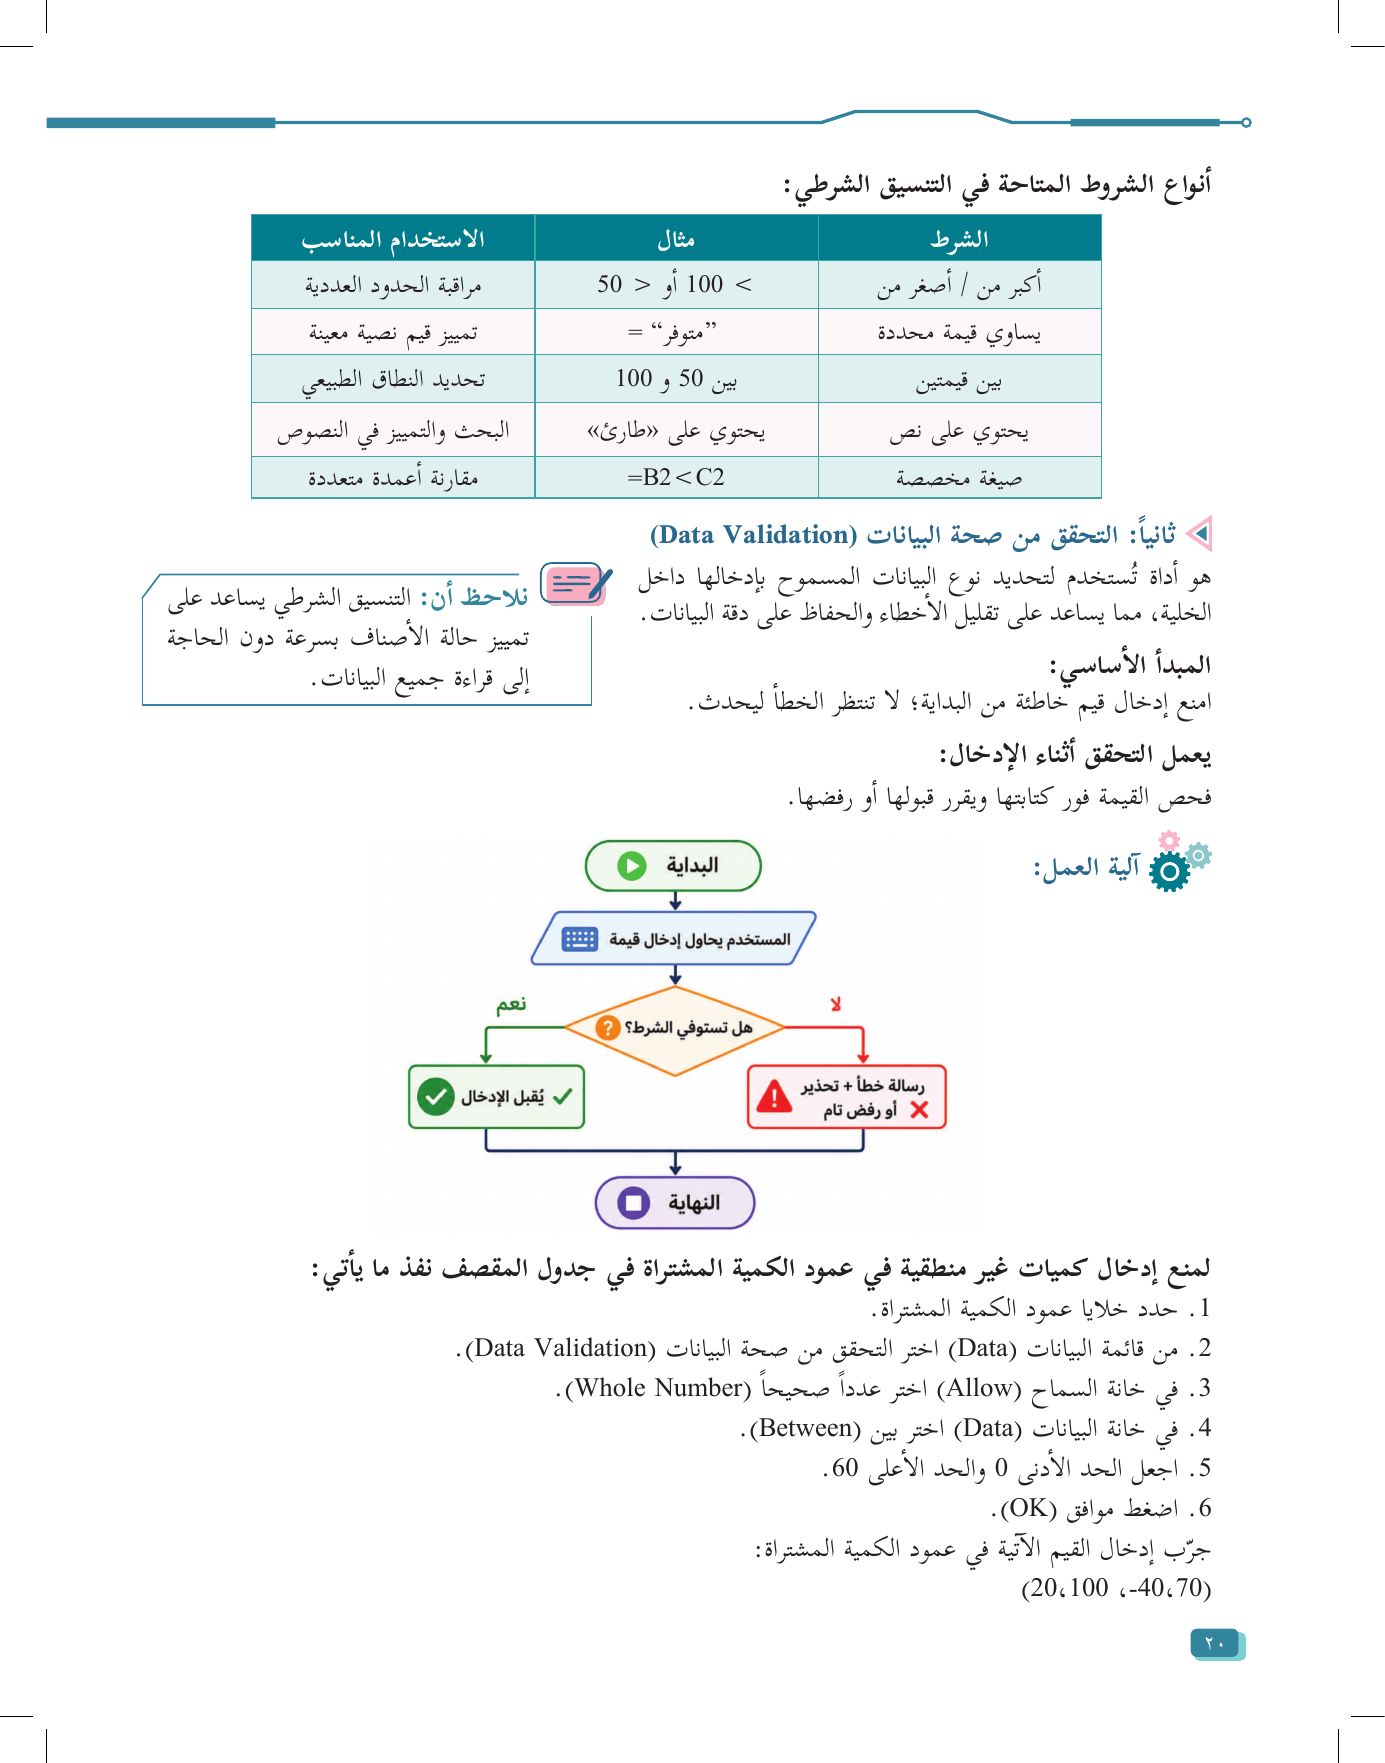 أنواع الشروط المتاحة في التنسيق الشرطي:
الشرط	مثال	الاستخدام المناسب
أكبر من / أصغر من	> 100 أو < 50	مراقبة الحدود العددية
يساوي قيمة محددة	”متوفر“ =	تمييز قيم نصية معينة
بين قيمتين	بين 50 و 100	تحديد النطاق الطبيعي
يحتوي على نص	يحتوي على «طارئ»	البحث والتمييز في النصوص
صيغة مخصصة	=B2<C2	مقارنة أعمدة متعددة
ثانياً: التحقق من صحة البيانات (Data Validation)
هو أداة تُستخدم لتحديد نوع البيانات المسموح بإدخالها داخل
الخلية، مما يساعد على تقليل الأخطاء والحفاظ على دقة البيانات.
نلاحظ أن: التنسيق الشرطي يساعد على
تمييز حالة الأصناف بسرعة دون الحاجة
إلى قراءة جميع البيانات.
المبدأ الأساسي:
امنع إدخال قيم خاطئة من البداية؛ لا تنتظر الخطأ ليحدث.
يعمل التحقق أثناء الإدخال:
فحص القيمة فور كتابتها ويقرر قبولها أو رفضها.
آلية العمل:
البداية
المستخدم يحاول إدخال قيمة
هل تستوفي الشرط؟
لا
نعم
رسالة خطأ + تحذير
أو رفض تام
يُقبل الإدخال
النهاية
لمنع إدخال كميات غير منطقية في عمود الكمية المشتراة في جدول المقصف نفذ ما يأتي:
1. حدد خلايا عمود الكمية المشتراة.
2. من قائمة البيانات (Data) اختر التحقق من صحة البيانات (Data Validation).
3. في خانة السماح (Allow) اختر عدداً صحيحاً (Whole Number).
4. في خانة البيانات (Data) اختر بين (Between).
5. اجعل الحد الأدنى 0 والحد الأعلى 60.
6. اضغط موافق (OK).
جرّب إدخال القيم الآتية في عمود الكمية المشتراة:
(20،100 ،-40،70)
٢٠